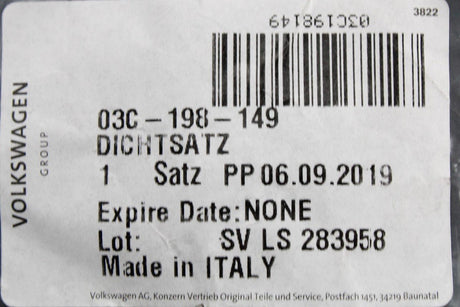 3822
03C198149
VOLKSWAGEN
GROUP
03C-198-149
DICHTSATZ
1 Satz PP 06.09.2019
Expire Date:NONE
Lot: SV LS 283958
Made in ITALY
Volkswagen AG, Konzern Vertrieb Original Teile und Service, Postfach 1451, 34219 Baunatal